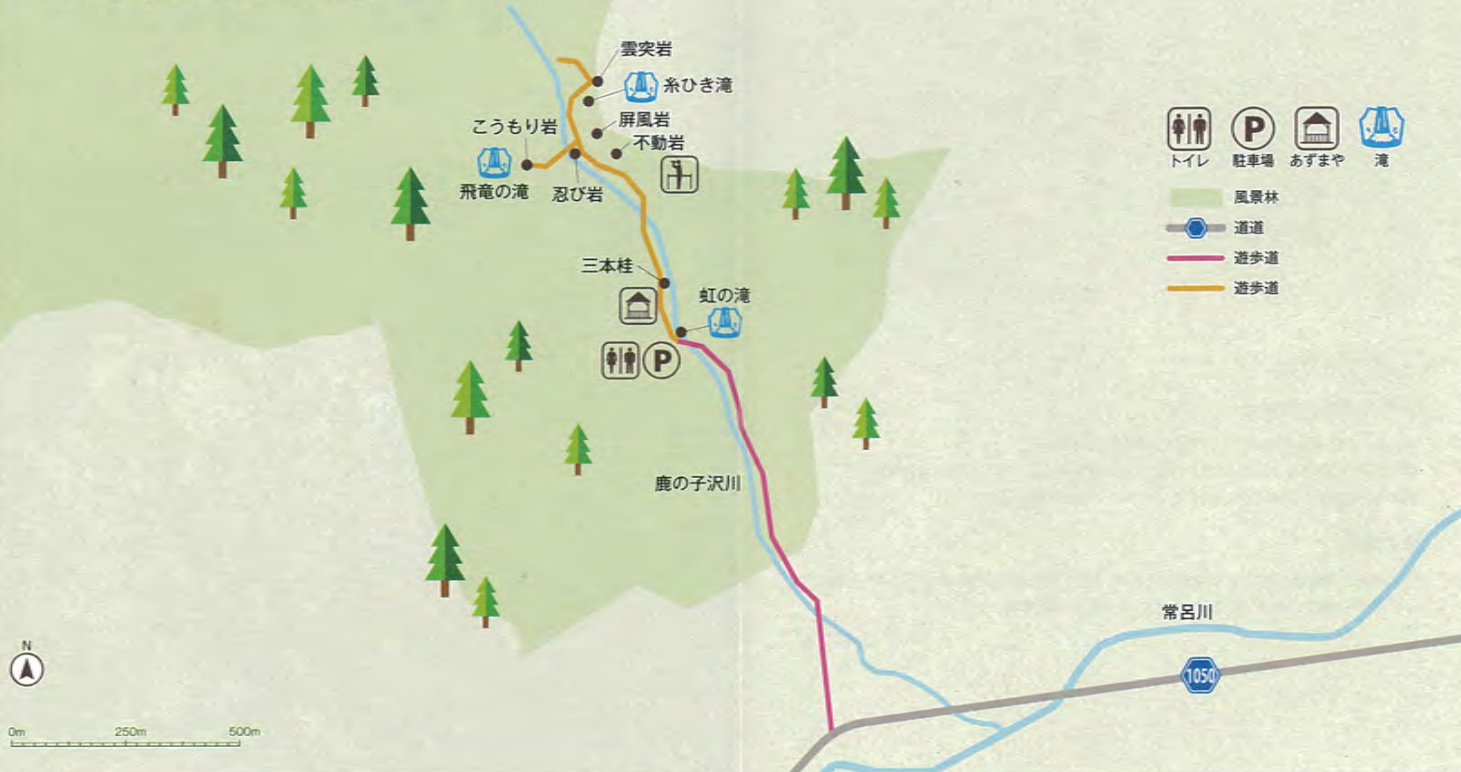 雲突岩
糸ひき滝
屏風岩
こうもり岩
不動岩
飛竜の滝
忍び岩
三本桂
虹の滝
P
鹿の子沢川
常呂川
1050
N
0m 250m 500m
P
トイレ 駐車場 あずまや 滝
風景林
道道
遊歩道
遊歩道